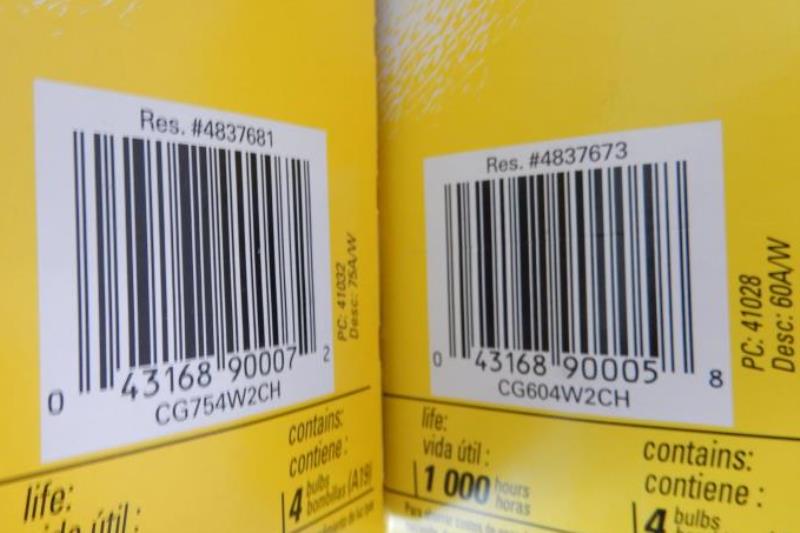 Res. #4837681
0 43168 90007 2
CG754W2CH
PC: 41032
Desc: 75A/W
contains:
contiene :
4 bulbs
bombillas (A19)
life:
vida útil :
Res. #4837673
0 43168 90005 8
CG604W2CH
PC: 41028
Desc: 60A/W
life:
vida útil :
1 000 hours
horas
contains:
contiene :
4 bulbs